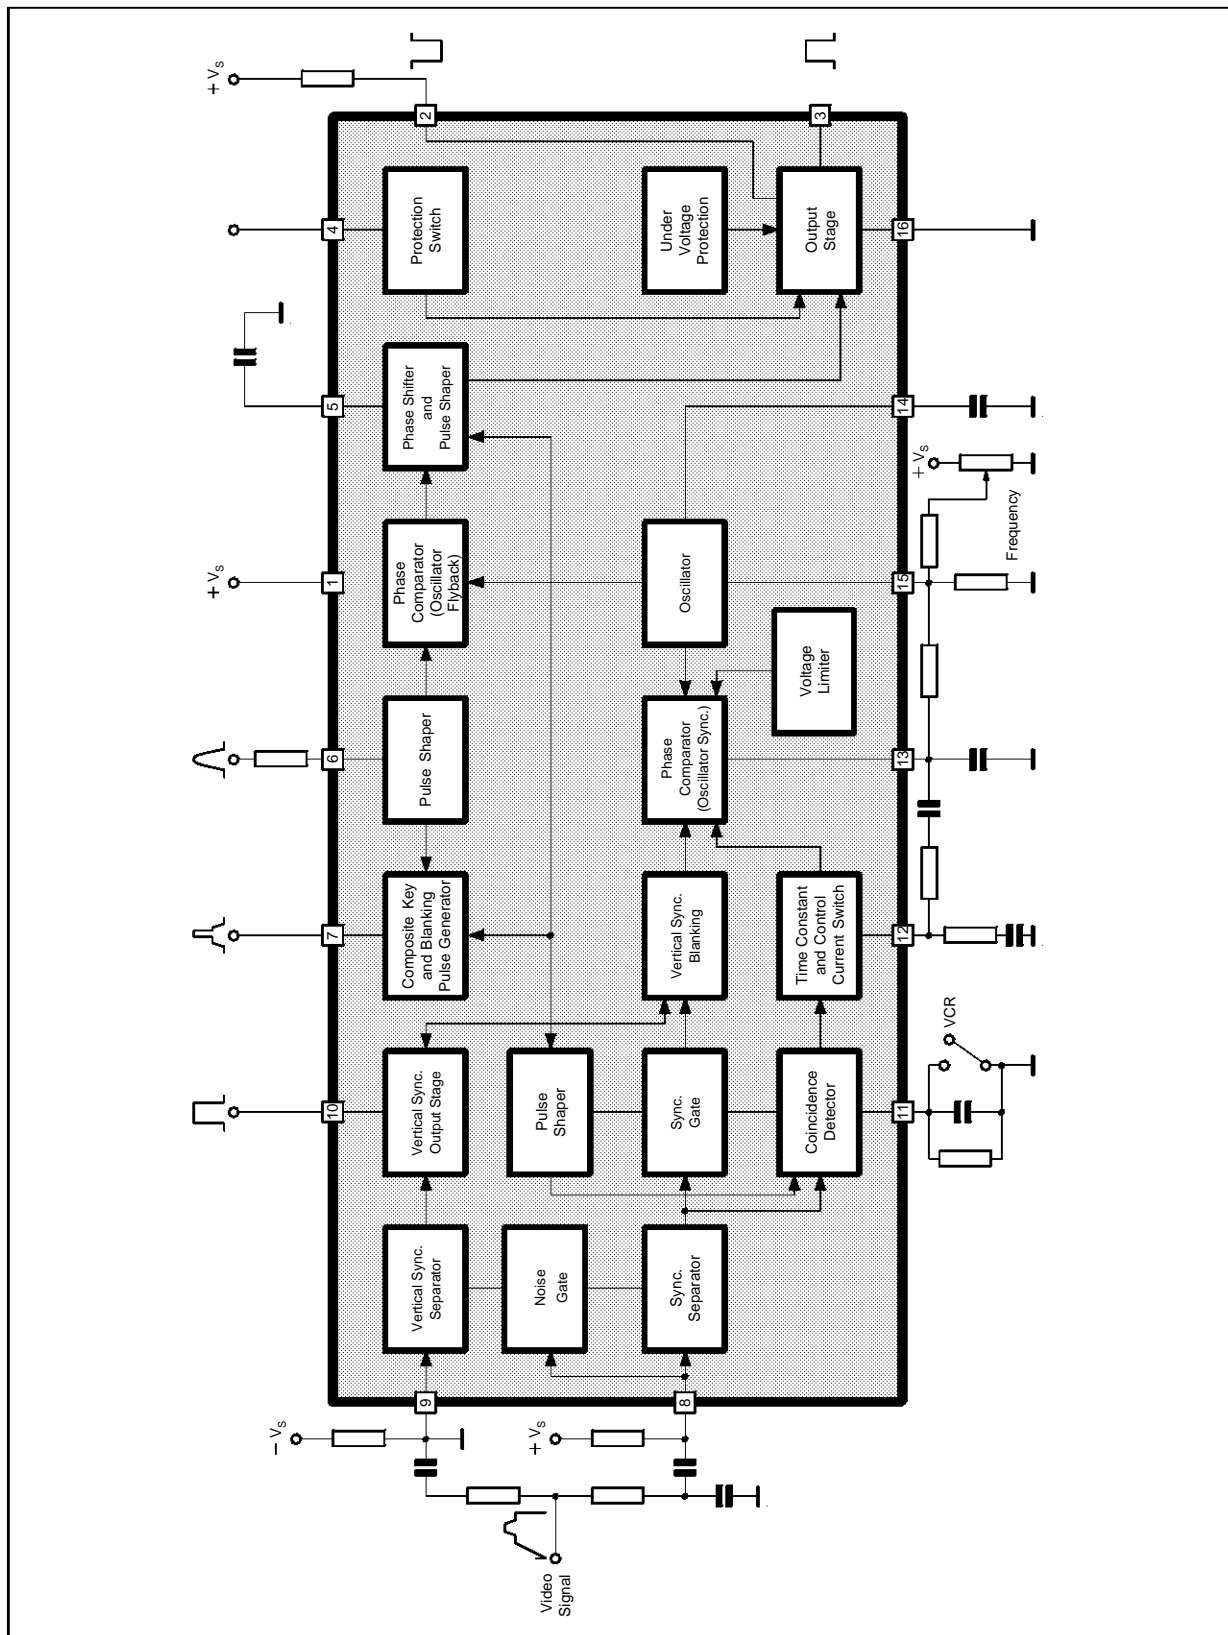 + VS
+ VS
− VS
10
7
6
1
5
4
9
2
Vertical Sync.
Separator
Vertical Sync.
Output Stage
Composite Key
and Blanking
Pulse Generator
Pulse Shaper
Phase
Comparator
(Oscillator
Flyback)
Phase Shifter
and
Pulse Shaper
Protection
Switch
Video
Signal
+ VS
Noise
Gate
Pulse
Shaper
8
Sync.
Separator
Sync.
Gate
Vertical Sync.
Blanking
Phase
Comparator
(Oscillator Sync.)
Oscillator
Under
Voltage
Protection
Coincidence
Detector
Time Constant
and Control
Current Switch
Voltage
Limiter
Output
Stage
3
11
12
13
15
14
16
VCR
+ VS
Frequency